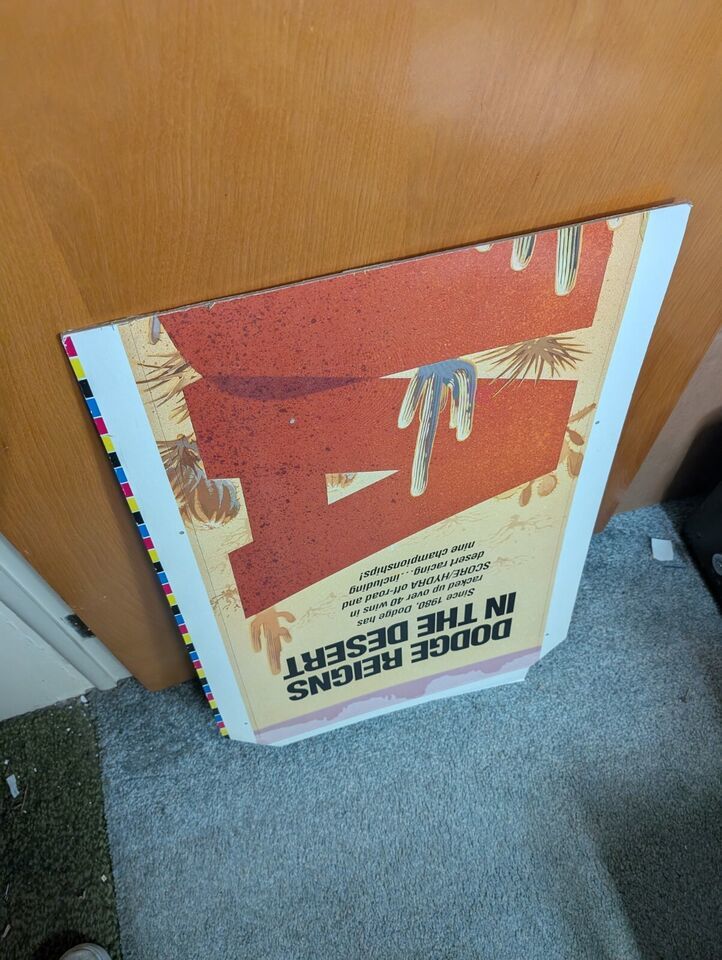 DODGE REIGNS
IN THE DESERT
Since 1980, Dodge has
racked up over 40 wins in
SCORE/HYDRA off-road and
desert racing...including
nine championships!